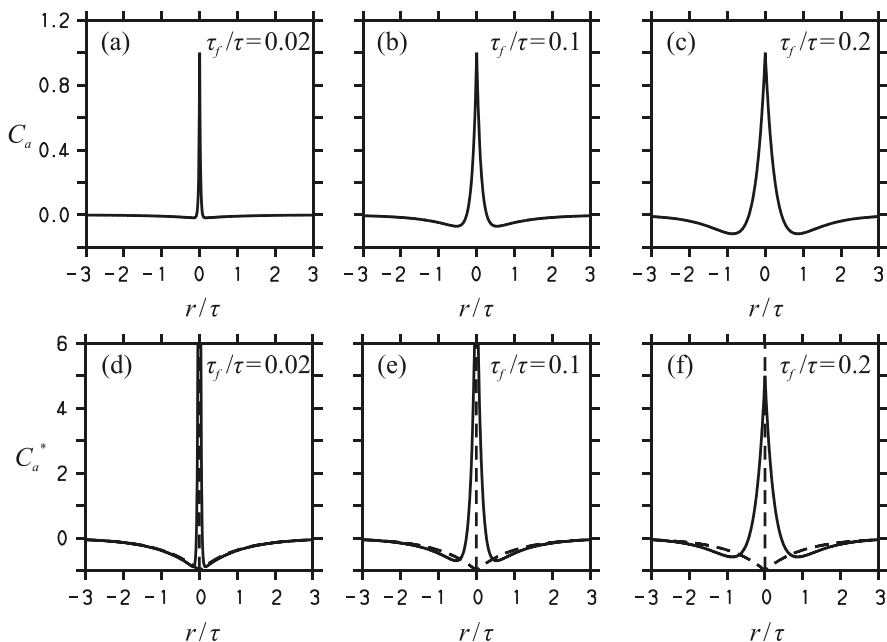 (a) τ_f/τ=0.02
(b) τ_f/τ=0.1
(c) τ_f/τ=0.2
1.2
0.8
0.4
0.0
C_a
-3 -2 -1 0 1 2 3
-3 -2 -1 0 1 2 3
-3 -2 -1 0 1 2 3
r/τ
r/τ
r/τ
(d) τ_f/τ=0.02
(e) τ_f/τ=0.1
(f) τ_f/τ=0.2
6
4
2
0
C_a*
-3 -2 -1 0 1 2 3
-3 -2 -1 0 1 2 3
-3 -2 -1 0 1 2 3
r/τ
r/τ
r/τ